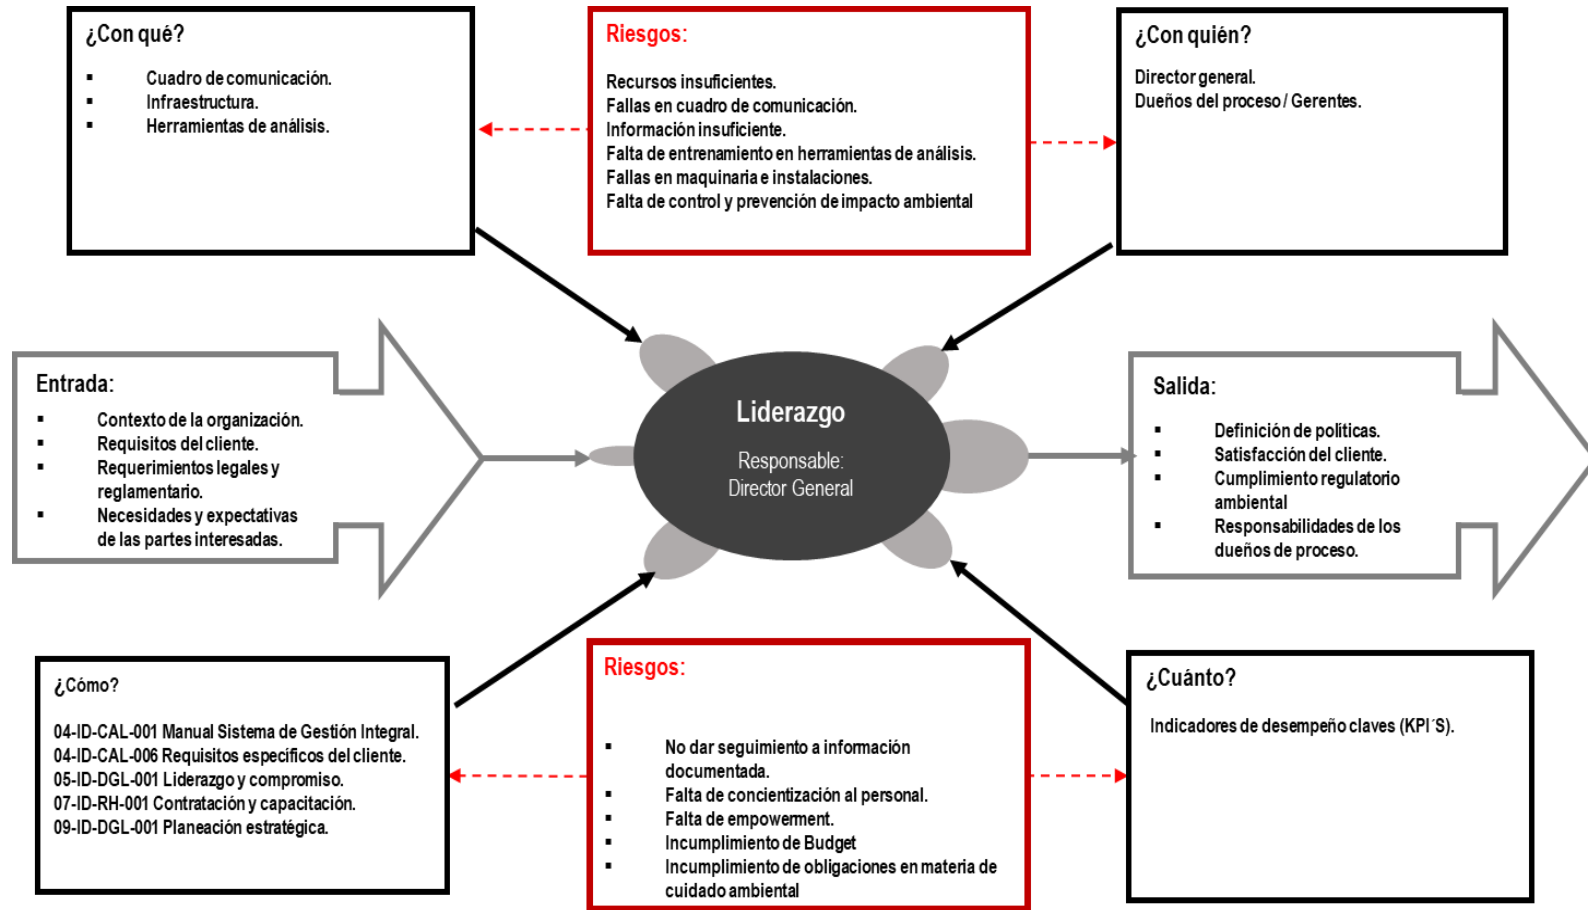 ¿Con qué?
▪ Cuadro de comunicación.
▪ Infraestructura.
▪ Herramientas de análisis.
Riesgos:
Recursos insuficientes.
Fallas en cuadro de comunicación.
Información insuficiente.
Falta de entrenamiento en herramientas de análisis.
Fallas en maquinaria e instalaciones.
Falta de control y prevención de impacto ambiental
¿Con quién?
Director general.
Dueños del proceso / Gerentes.
Entrada:
▪ Contexto de la organización.
▪ Requisitos del cliente.
▪ Requerimientos legales y
reglamentario.
▪ Necesidades y expectativas
de las partes interesadas.
Liderazgo
Responsable:
Director General
Salida:
▪ Definición de políticas.
▪ Satisfacción del cliente.
▪ Cumplimiento regulatorio
ambiental
▪ Responsabilidades de los
dueños de proceso.
¿Cómo?
04-ID-CAL-001 Manual Sistema de Gestión Integral.
04-ID-CAL-006 Requisitos específicos del cliente.
05-ID-DGL-001 Liderazgo y compromiso.
07-ID-RH-001 Contratación y capacitación.
09-ID-DGL-001 Planeación estratégica.
Riesgos:
▪ No dar seguimiento a información
documentada.
▪ Falta de concientización al personal.
▪ Falta de empowerment.
▪ Incumplimiento de Budget
▪ Incumplimiento de obligaciones en materia de
cuidado ambiental
¿Cuánto?
Indicadores de desempeño claves (KPI´S).